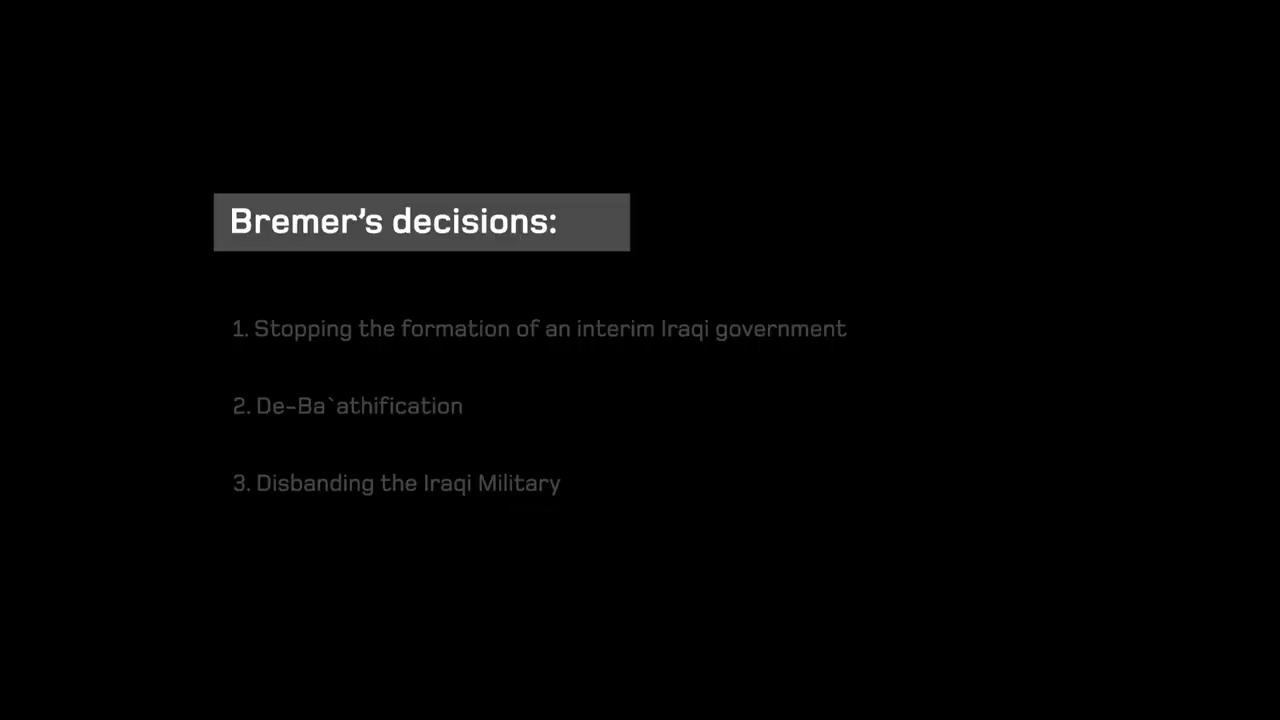 Bremer’s decisions:
1. Stopping the formation of an interim Iraqi government
2. De-Ba`athification
3. Disbanding the Iraqi Military